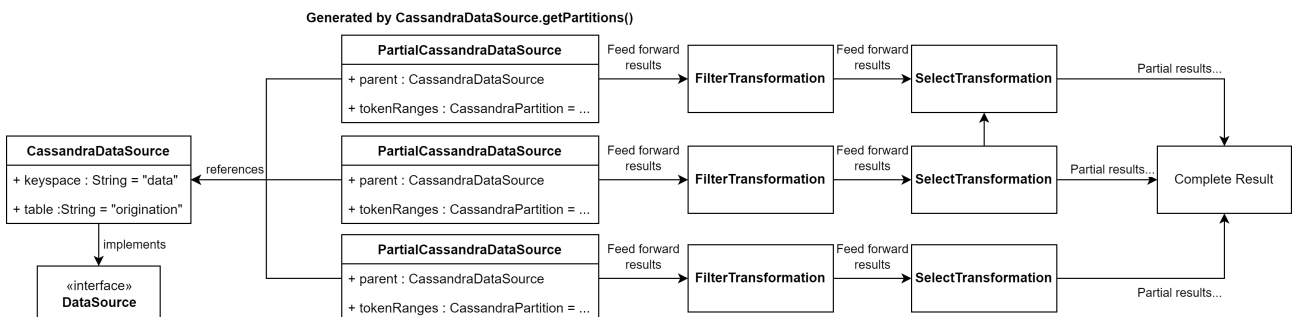 Generated by CassandraDataSource.getPartitions()
PartialCassandraDataSource
+ parent : CassandraDataSource
+ tokenRanges : CassandraPartition = ...
Feed forward
results
FilterTransformation
Feed forward
results
SelectTransformation
Partial results...
CassandraDataSource
+ keyspace : String = "data"
+ table :String = "origination"
references
PartialCassandraDataSource
+ parent : CassandraDataSource
+ tokenRanges : CassandraPartition = ...
Feed forward
results
FilterTransformation
Feed forward
results
SelectTransformation
Partial results...
Complete Result
implements
«interface»
DataSource
PartialCassandraDataSource
+ parent : CassandraDataSource
+ tokenRanges : CassandraPartition = ...
Feed forward
results
FilterTransformation
Feed forward
results
SelectTransformation
Partial results...